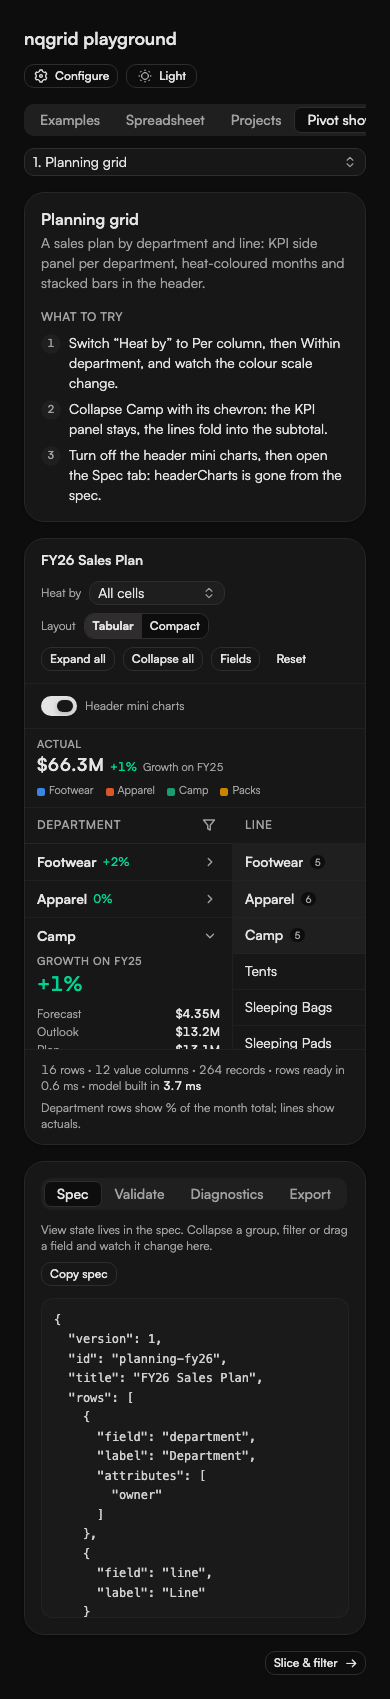 nqgrid playground
Configure
Light
Examples Spreadsheet Projects Pivot
1. Planning grid
Planning grid
A sales plan by department and line: KPI side
panel per department, heat-coloured months and
stacked bars in the header.
WHAT TO TRY
1 Switch “Heat by” to Per column, then Within
department, and watch the colour scale
change.
2 Collapse Camp with its chevron: the KPI
panel stays, the lines fold into the subtotal.
3 Turn off the header mini charts, then open
the Spec tab: headerCharts is gone from the
spec.
FY26 Sales Plan
Heat by All cells
Layout Tabular Compact
Expand all Collapse all Fields Reset
Header mini charts
ACTUAL
$66.3M +1% Growth on FY25
Footwear Apparel Camp Packs
DEPARTMENT LINE
Footwear +2% Footwear 5
Apparel 0% Apparel 6
Camp Camp 5
GROWTH ON FY25
+1%
Tents
Forecast $4.35M
Sleeping Bags
Outlook $13.2M
Plan $13.1M
Sleeping Pads
16 rows · 12 value columns · 264 records · rows ready in
0.6 ms · model built in 3.7 ms
Department rows show % of the month total; lines show
actuals.
Spec Validate Diagnostics Export
View state lives in the spec. Collapse a group, filter or drag
a field and watch it change here.
Copy spec
{
"version": 1,
"id": "planning-fy26",
"title": "FY26 Sales Plan",
"rows": [
{
"field": "department",
"label": "Department",
"attributes": [
"owner"
]
},
{
"field": "line",
"label": "Line"
}
Slice & filter →